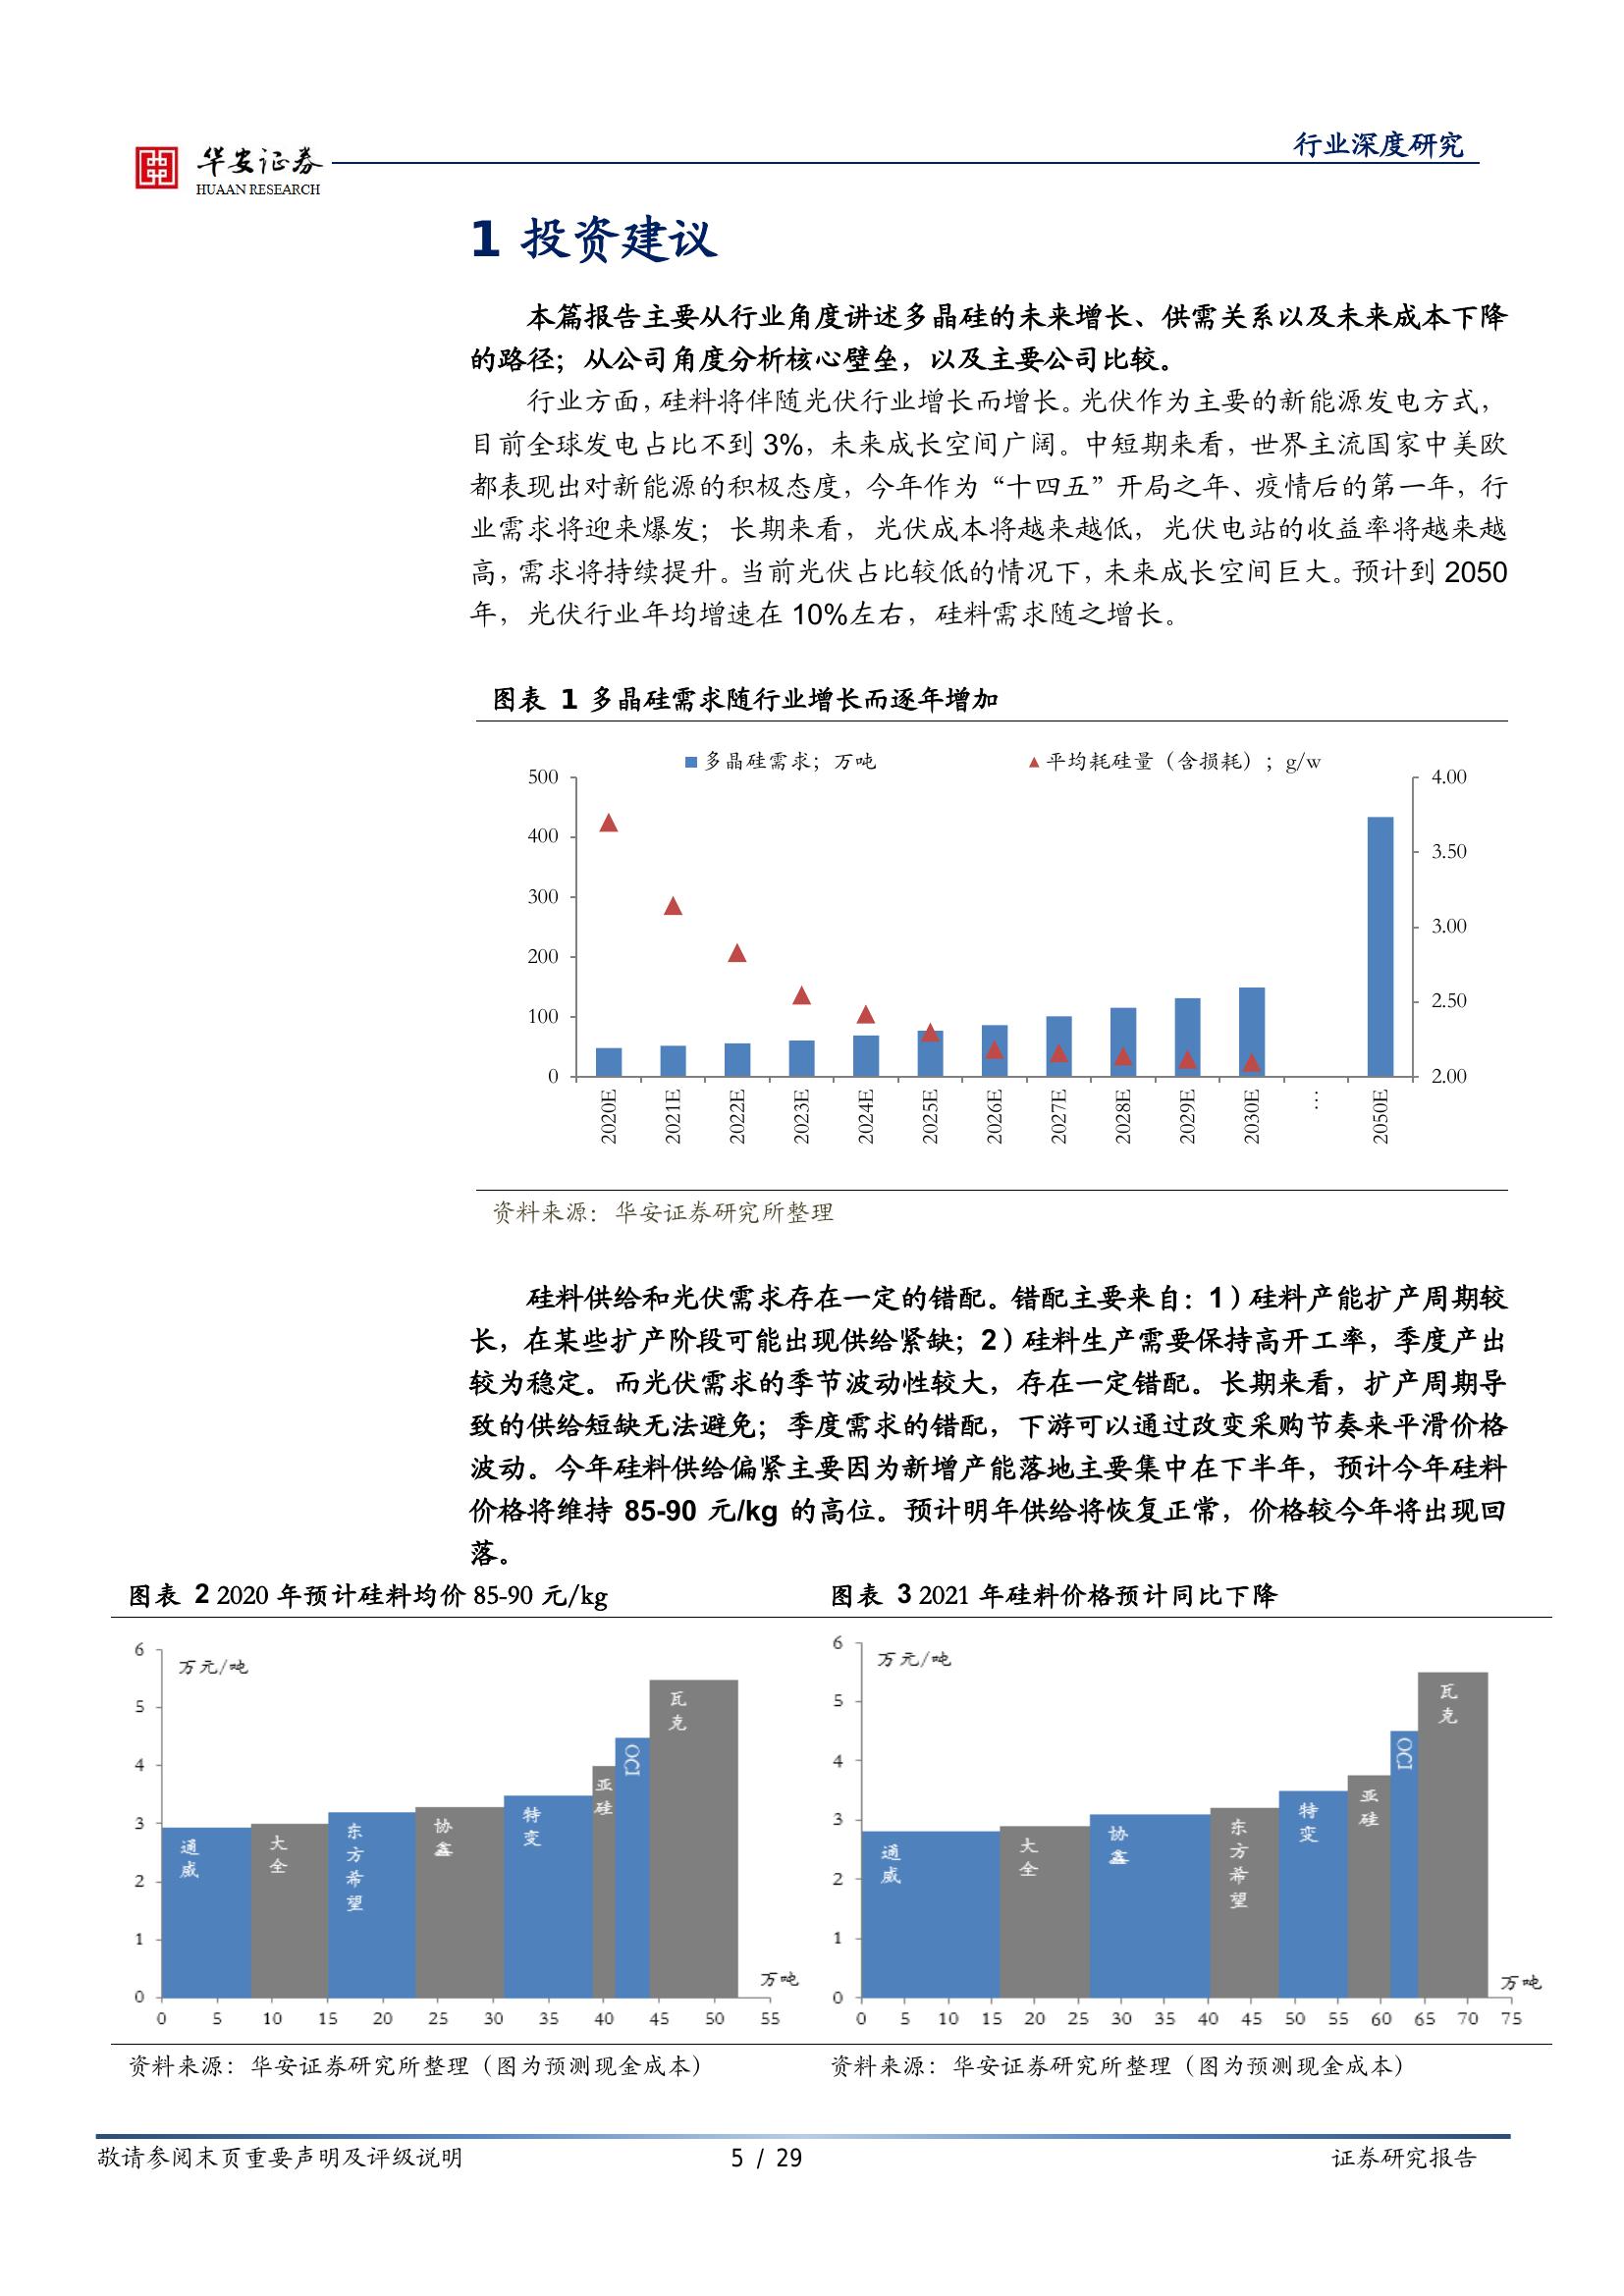 华安证券
HUAAN RESEARCH
行业深度研究
1 投资建议
本篇报告主要从行业角度讲述多晶硅的未来增长、供需关系以及未来成本下降
的路径；从公司角度分析核心壁垒，以及主要公司比较。
行业方面，硅料将伴随光伏行业增长而增长。光伏作为主要的新能源发电方式，
目前全球发电占比不到 3%，未来成长空间广阔。中短期来看，世界主流国家中美欧
都表现出对新能源的积极态度，今年作为“十四五”开局之年、疫情后的第一年，行
业需求将迎来爆发；长期来看，光伏成本将越来越低，光伏电站的收益率将越来越
高，需求将持续提升。当前光伏占比较低的情况下，未来成长空间巨大。预计到 2050
年，光伏行业年均增速在 10%左右，硅料需求随之增长。
图表 1 多晶硅需求随行业增长而逐年增加
多晶硅需求；万吨 平均耗硅量（含损耗）；g/w
500
400
300
200
100
0
4.00
3.50
3.00
2.50
2.00
2020E 2021E 2022E 2023E 2024E 2025E 2026E 2027E 2028E 2029E 2030E … 2050E
资料来源：华安证券研究所整理
硅料供给和光伏需求存在一定的错配。错配主要来自：1）硅料产能扩产周期较
长，在某些扩产阶段可能出现供给紧缺；2）硅料生产需要保持高开工率，季度产出
较为稳定。而光伏需求的季节波动性较大，存在一定错配。长期来看，扩产周期导
致的供给短缺无法避免；季度需求的错配，下游可以通过改变采购节奏来平滑价格
波动。今年硅料供给偏紧主要因为新增产能落地主要集中在下半年，预计今年硅料
价格将维持 85-90 元/kg 的高位。预计明年供给将恢复正常，价格较今年将出现回
落。
图表 2 2020 年预计硅料均价 85-90 元/kg
万元/吨
6
5
4
3
2
1
0
通威 大全 东方希望 协鑫 特变 亚硅 OCI 瓦克
万吨
0 5 10 15 20 25 30 35 40 45 50 55
资料来源：华安证券研究所整理（图为预测现金成本）
图表 3 2021 年硅料价格预计同比下降
万元/吨
6
5
4
3
2
1
0
通威 大全 协鑫 东方希望 特变 亚硅 OCI 瓦克
万吨
0 5 10 15 20 25 30 35 40 45 50 55 60 65 70 75
资料来源：华安证券研究所整理（图为预测现金成本）
敬请参阅末页重要声明及评级说明 5 / 29 证券研究报告